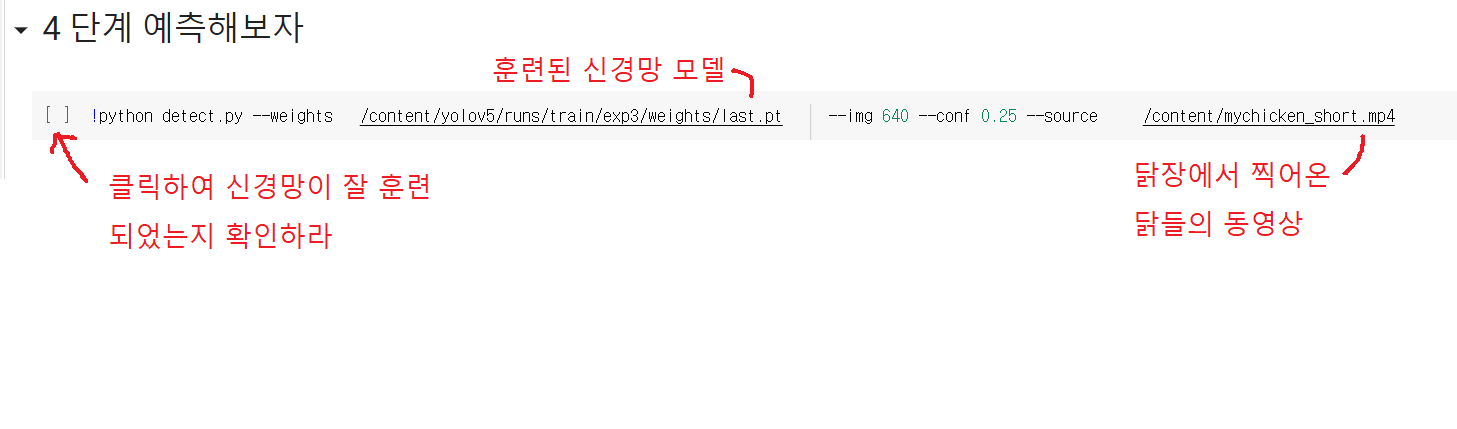 4 단계 예측해보자
훈련된 신경망 모델
[ ] !python detect.py --weights /content/yolov5/runs/train/exp3/weights/last.pt --img 640 --conf 0.25 --source /content/mychicken_short.mp4
클릭하여 신경망이 잘 훈련
되었는지 확인하라
닭장에서 찍어온
닭들의 동영상